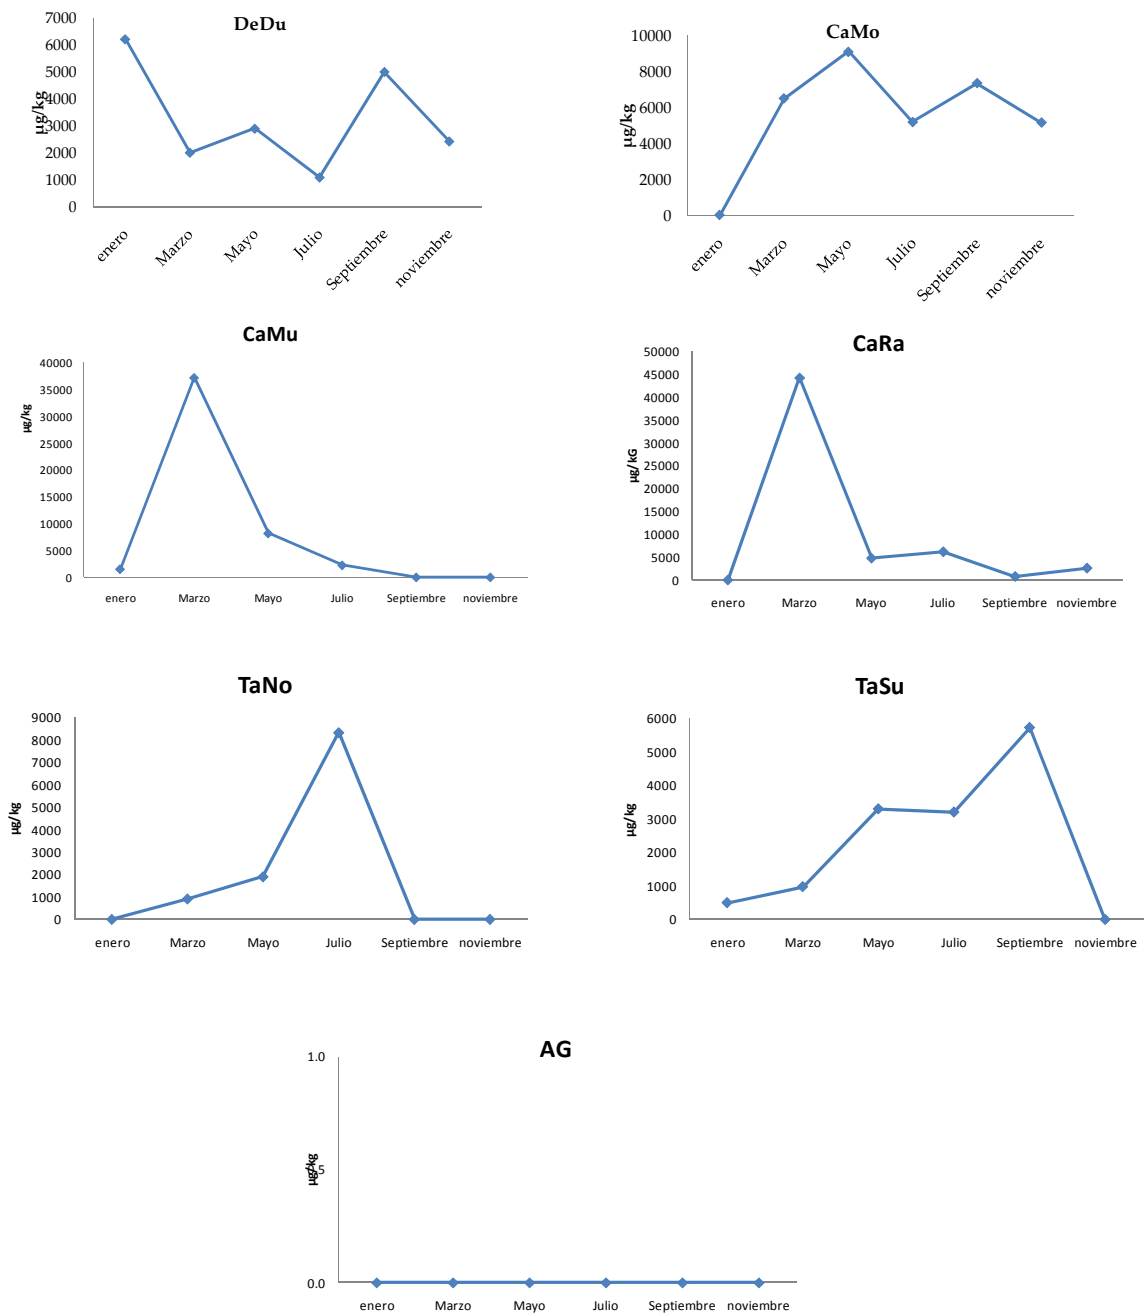 DeDu
µg/kg
7000
6000
5000
4000
3000
2000
1000
0
enero
Marzo
Mayo
Julio
Septiembre
noviembre
CaMo
µg/kg
10000
8000
6000
4000
2000
0
enero
Marzo
Mayo
Julio
Septiembre
noviembre
CaMu
µg/kg
40000
35000
30000
25000
20000
15000
10000
5000
0
enero Marzo Mayo Julio Septiembre noviembre
CaRa
µg/kG
50000
45000
40000
35000
30000
25000
20000
15000
10000
5000
0
enero Marzo Mayo Julio Septiembre noviembre
TaNo
µg/kg
9000
8000
7000
6000
5000
4000
3000
2000
1000
0
enero Marzo Mayo Julio Septiembre noviembre
TaSu
µg/kg
6000
5000
4000
3000
2000
1000
0
enero Marzo Mayo Julio Septiembre noviembre
AG
µg/kg
1.0
0.0
enero Marzo Mayo Julio Septiembre noviembre